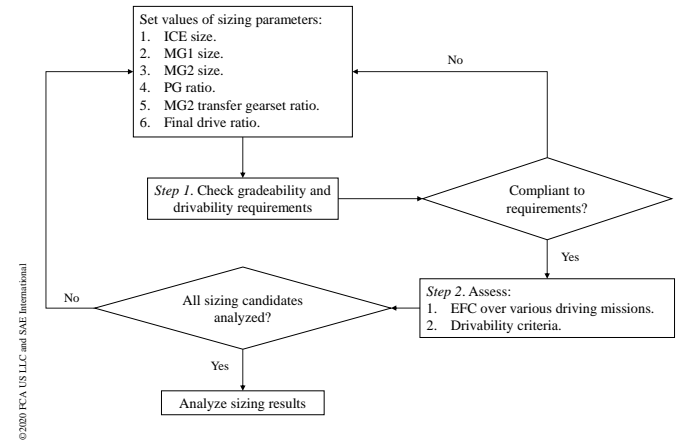 Set values of sizing parameters:
1. ICE size.
2. MG1 size.
3. MG2 size.
4. PG ratio.
5. MG2 transfer gearset ratio.
6. Final drive ratio.
No
Step 1. Check gradeability and
drivability requirements
Compliant to
requirements?
Yes
Step 2. Assess:
1. EFC over various driving missions.
2. Drivability criteria.
All sizing candidates
analyzed?
No
Yes
Analyze sizing results
©2020 FCA US LLC and SAE International